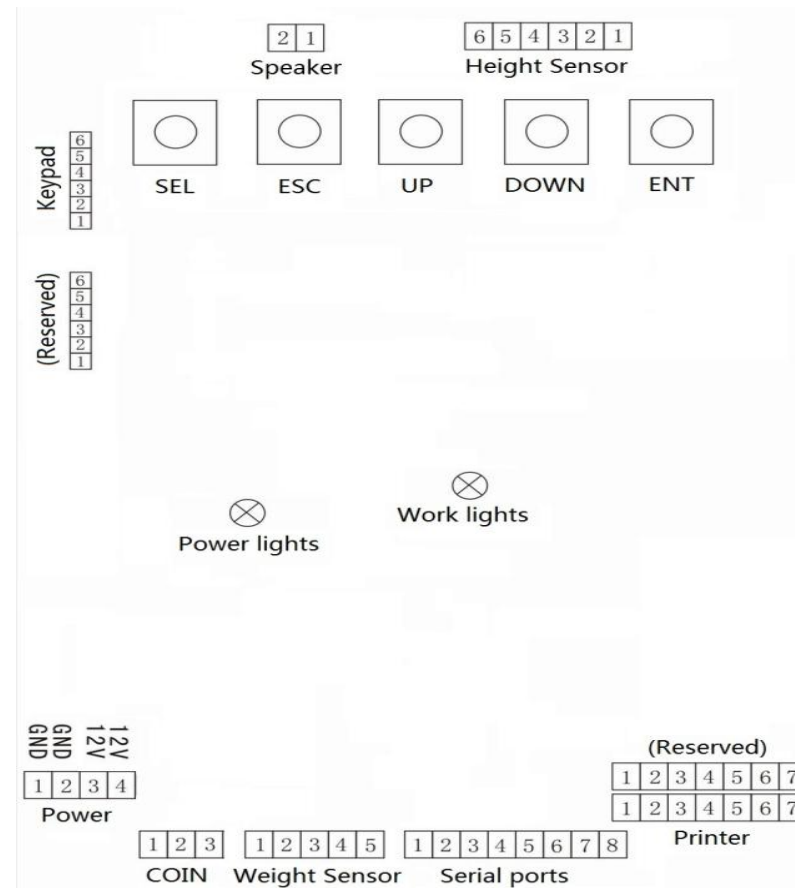 2 1
6 5 4 3 2 1
Speaker
Height Sensor
Keypad
6
5
4
3
2
1
SEL
ESC
UP
DOWN
ENT
(Reserved)
6
5
4
3
2
1
Power lights
Work lights
GND
GND
12V
12V
1 2 3 4
Power
(Reserved)
1 2 3 4 5 6 7
1 2 3 4 5 6 7
Printer
1 2 3
1 2 3 4 5
1 2 3 4 5 6 7 8
COIN
Weight Sensor
Serial ports